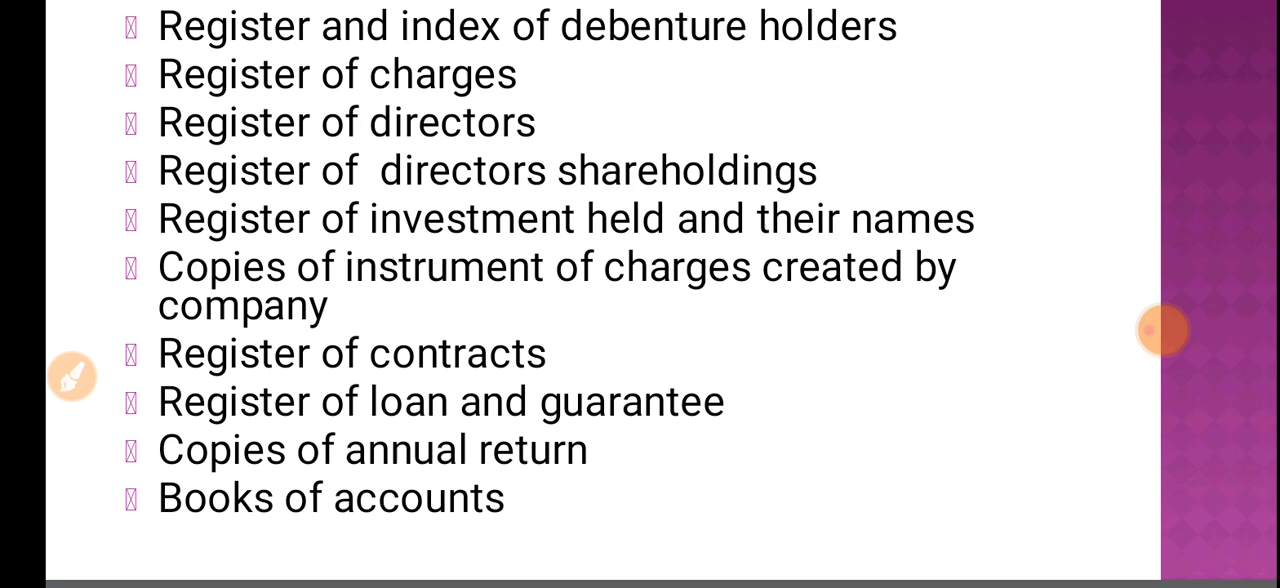 Register and index of debenture holders
Register of charges
Register of directors
Register of  directors shareholdings
Register of investment held and their names
Copies of instrument of charges created by
company
Register of contracts
Register of loan and guarantee
Copies of annual return
Books of accounts